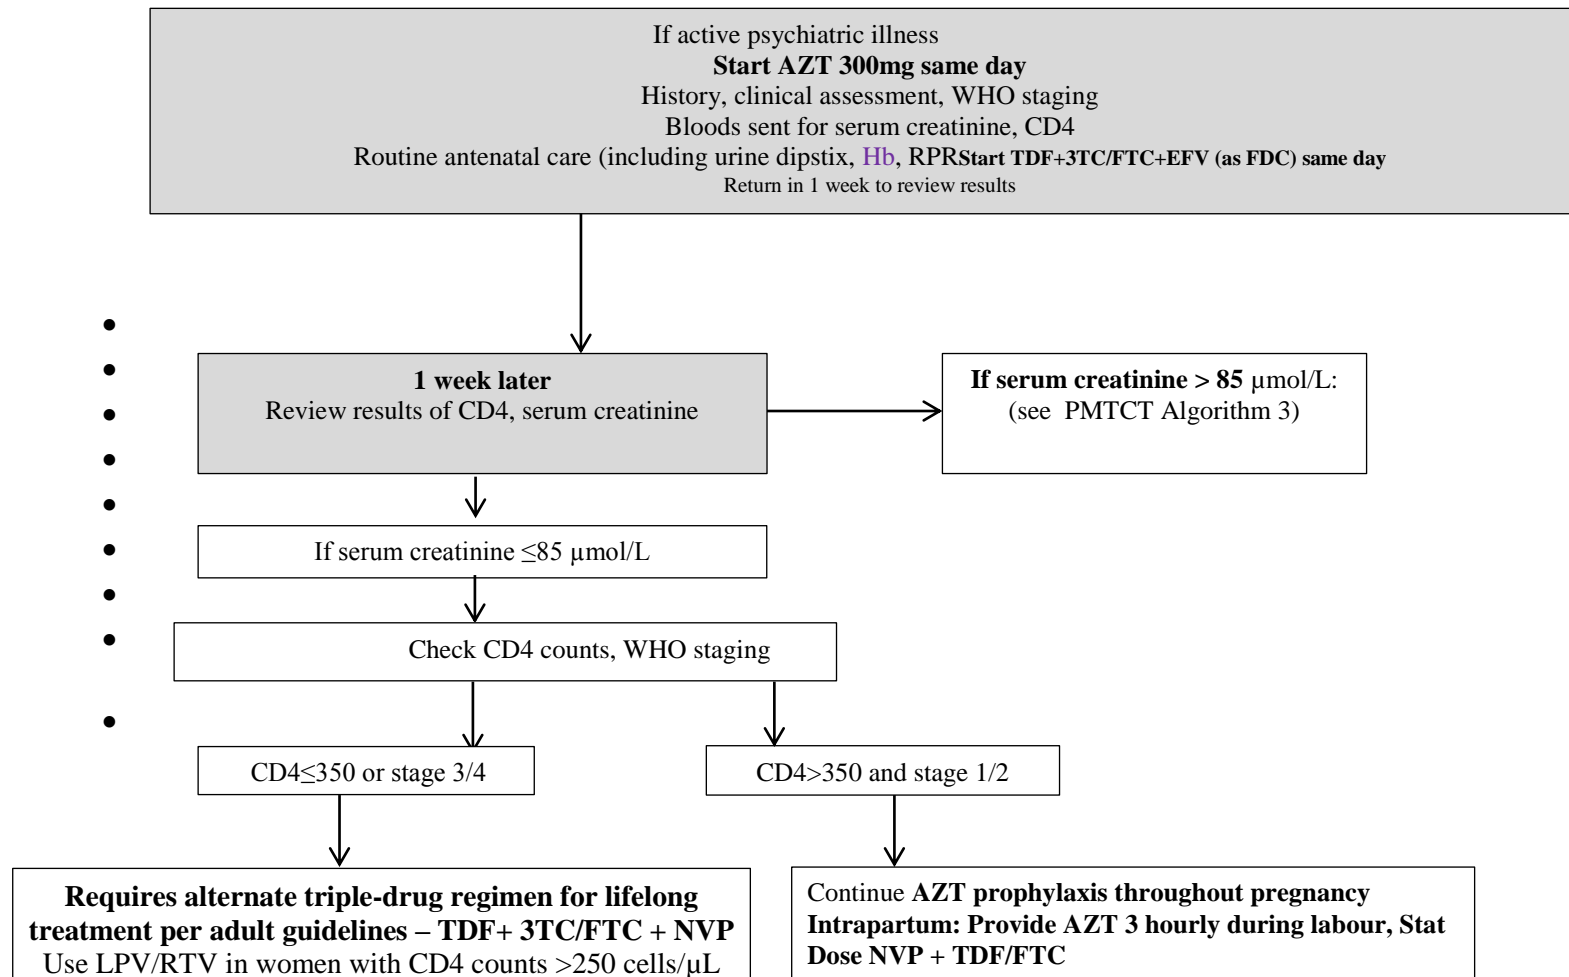 If active psychiatric illness
Start AZT 300mg same day
History, clinical assessment, WHO staging
Bloods sent for serum creatinine, CD4
Routine antenatal care (including urine dipstix, Hb, RPRStart TDF+3TC/FTC+EFV (as FDC) same day
Return in 1 week to review results
1 week later
Review results of CD4, serum creatinine
If serum creatinine > 85 µmol/L:
(see PMTCT Algorithm 3)
If serum creatinine ≤85 µmol/L
Check CD4 counts, WHO staging
CD4≤350 or stage 3/4
CD4>350 and stage 1/2
Requires alternate triple-drug regimen for lifelong
treatment per adult guidelines – TDF+ 3TC/FTC + NVP
Use LPV/RTV in women with CD4 counts >250 cells/µL
Continue AZT prophylaxis throughout pregnancy
Intrapartum: Provide AZT 3 hourly during labour, Stat
Dose NVP + TDF/FTC